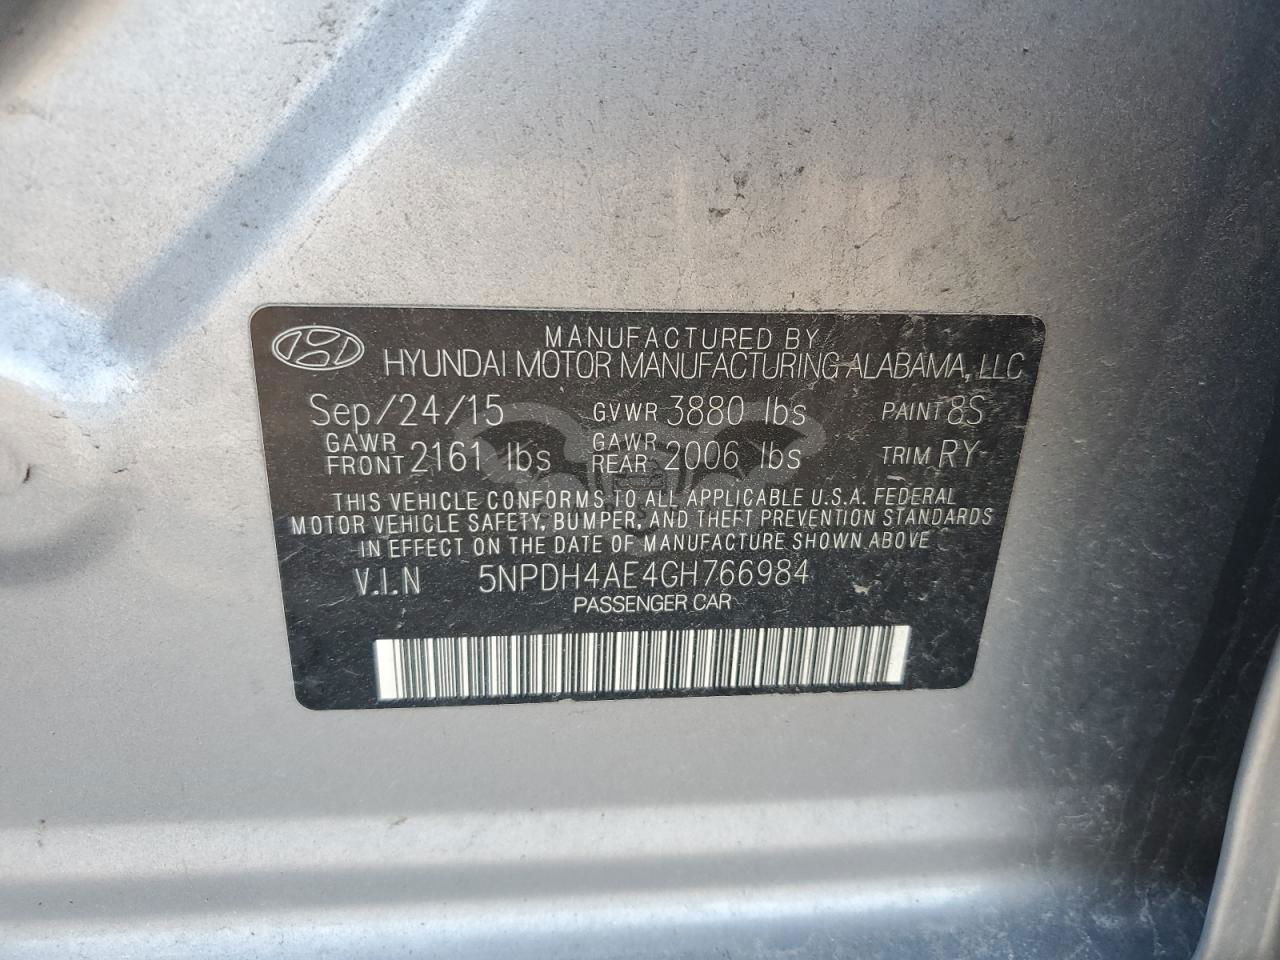 MANUFACTURED BY
HYUNDAI MOTOR MANUFACTURING ALABAMA, LLC
Sep/24/15 GVWR 3880 lbs PAINT 8S
GAWR FRONT 2161 lbs GAWR REAR 2006 lbs TRIM RY
THIS VEHICLE CONFORMS TO ALL APPLICABLE U.S.A. FEDERAL
MOTOR VEHICLE SAFETY, BUMPER, AND THEFT PREVENTION STANDARDS
IN EFFECT ON THE DATE OF MANUFACTURE SHOWN ABOVE
V.I.N 5NPDH4AE4GH766984
PASSENGER CAR